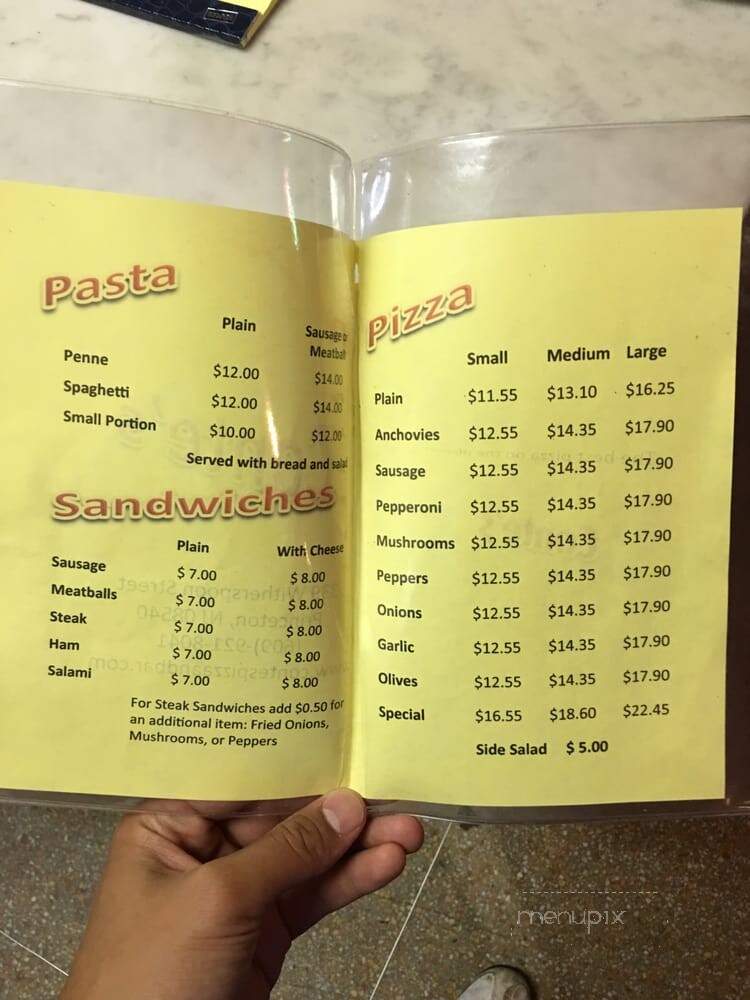 Pasta
Plain Sausage or Meatball
Penne $12.00 $14.00
Spaghetti $12.00 $14.00
Small Portion $10.00 $12.00
Served with bread and salad
Sandwiches
Plain With Cheese
Sausage $ 7.00 $ 8.00
Meatballs $ 7.00 $ 8.00
Steak $ 7.00 $ 8.00
Ham $ 7.00 $ 8.00
Salami $ 7.00 $ 8.00
For Steak Sandwiches add $0.50 for
an additional item: Fried Onions,
Mushrooms, or Peppers
Pizza
Small Medium Large
Plain $11.55 $13.10 $16.25
Anchovies $12.55 $14.35 $17.90
Sausage $12.55 $14.35 $17.90
Pepperoni $12.55 $14.35 $17.90
Mushrooms $12.55 $14.35 $17.90
Peppers $12.55 $14.35 $17.90
Onions $12.55 $14.35 $17.90
Garlic $12.55 $14.35 $17.90
Olives $12.55 $14.35 $17.90
Special $16.55 $18.60 $22.45
Side Salad $ 5.00
menupix